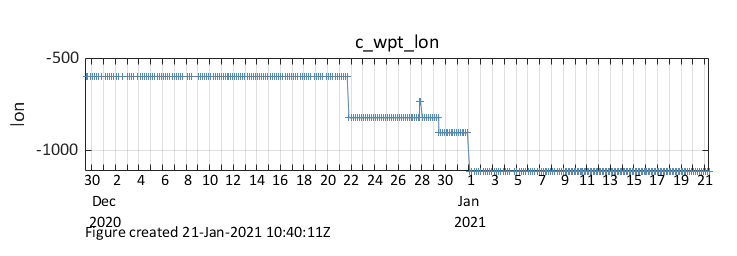 c_wpt_lon
-500
-1000
lon
30 2 4 6 8 10 12 14 16 18 20 22 24 26 28 30 1 3 5 7 9 11 13 15 17 19 21
Dec Jan
2020 2021
Figure created 21-Jan-2021 10:40:11Z